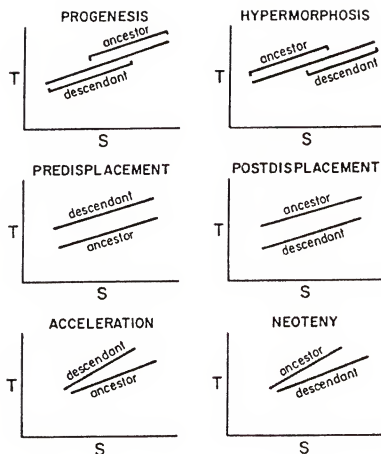 PROGENESIS
ancestor
descendant
T
S
HYPERMORPHOSIS
ancestor
descendant
T
S
PREDISPLACEMENT
descendant
ancestor
T
S
POSTDISPLACEMENT
ancestor
descendant
T
S
ACCELERATION
descendant
ancestor
T
S
NEOTENY
ancestor
descendant
T
S